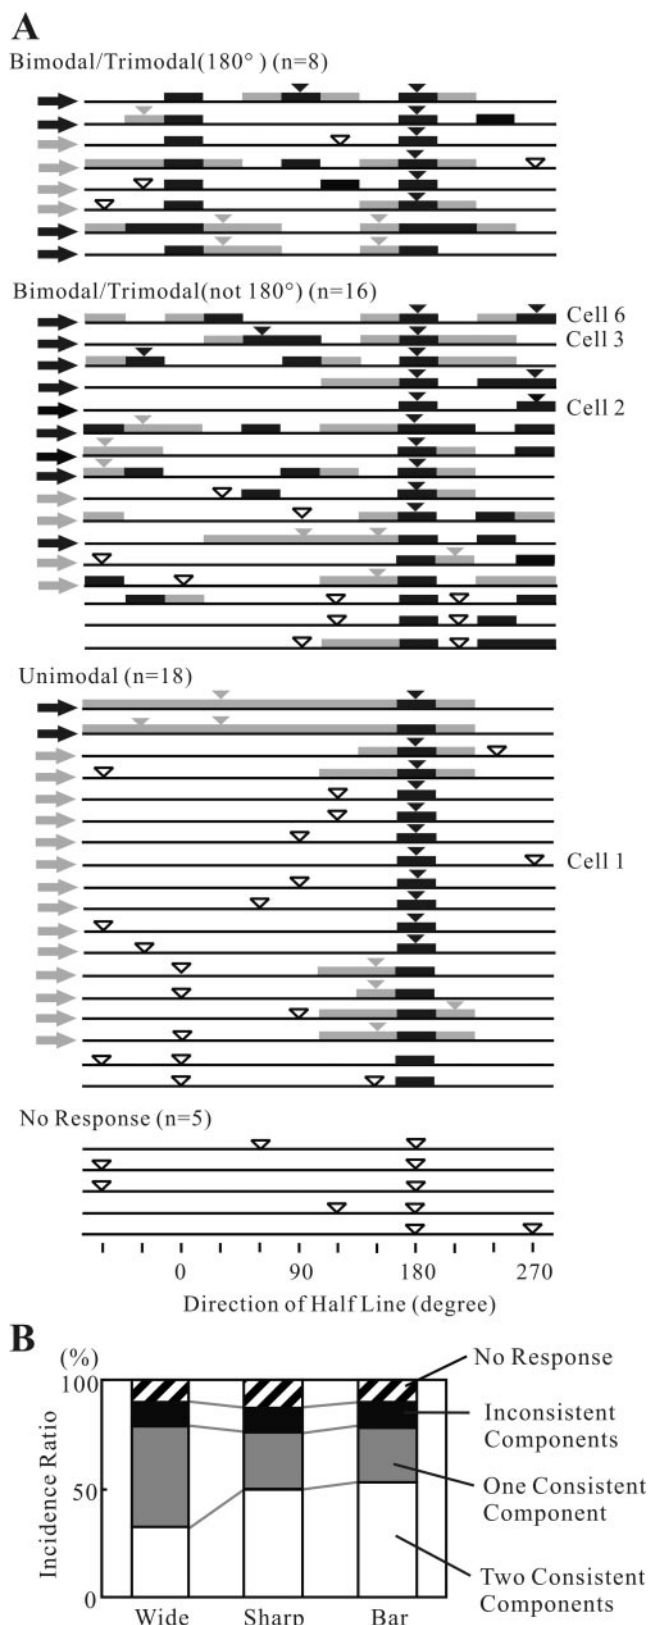 A
Bimodal/Trimodal(180° ) (n=8)
Bimodal/Trimodal(not 180°) (n=16)
Cell 6
Cell 3
Cell 2
Unimodal (n=18)
Cell 1
No Response (n=5)
0 90 180 270
Direction of Half Line (degree)
B
(%)
100
50
0
Incidence Ratio
No Response
Inconsistent
Components
One Consistent
Component
Two Consistent
Components
Wide Sharp Bar